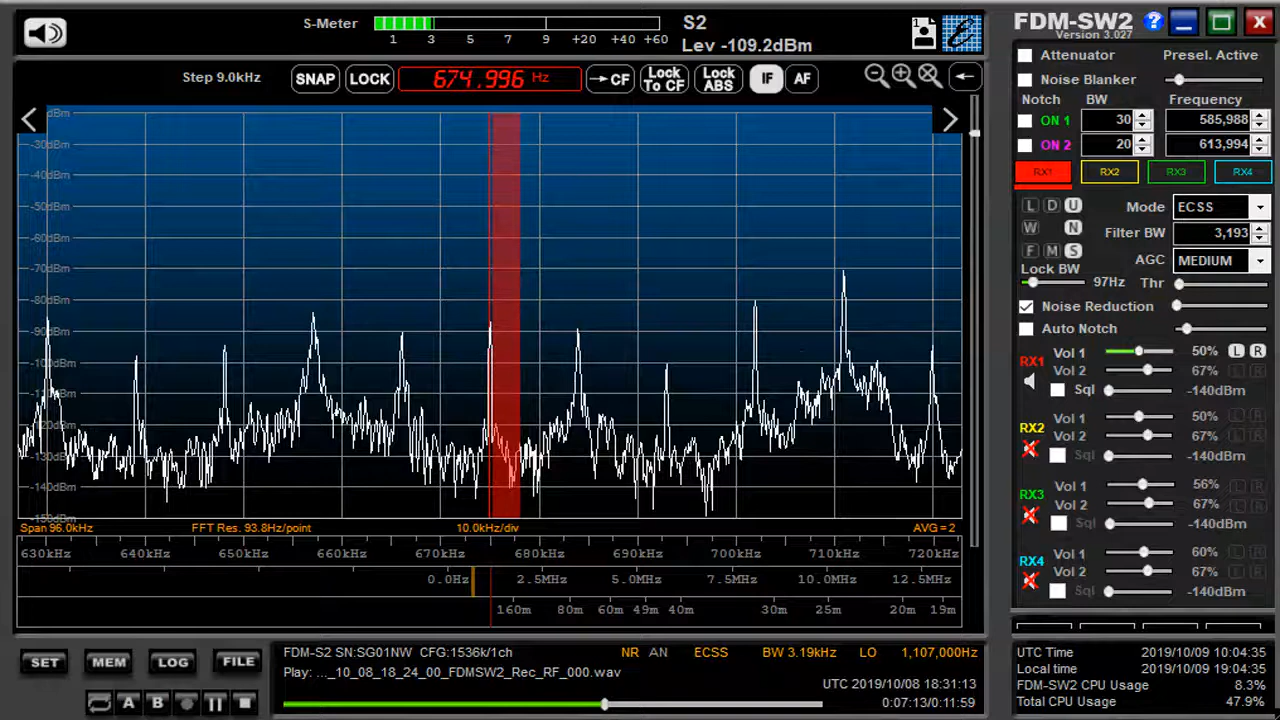 S-Meter
1 3 5 7 9 +20 +40 +60
S2
Lev -109.2dBm
Step 9.0kHz
SNAP
LOCK
674.996 Hz
→CF
Lock To CF
Lock ABS
IF
AF
dBm
-30dBm
-40dBm
-50dBm
-60dBm
-70dBm
-80dBm
-90dBm
-100dBm
-110dBm
-120dBm
-130dBm
-140dBm
-150dBm
Span 96.0kHz
FFT Res. 93.8Hz/point
10.0kHz/div
AVG=2
630kHz 640kHz 650kHz 660kHz 670kHz 680kHz 690kHz 700kHz 710kHz 720kHz
0.0Hz 2.5MHz 5.0MHz 7.5MHz 10.0MHz 12.5MHz
160m 80m 60m 49m 40m 30m 25m 20m 19m
SET
MEM
LOG
FILE
A
B
FDM-S2 SN:SG01NW CFG:1536k/1ch
NR AN ECSS BW 3.19kHz LO 1,107,000Hz
Play: ..._10_08_18_24_00_FDMSW2_Rec_RF_000.wav
UTC 2019/10/08 18:31:13
0:07:13/0:11:59
FDM-SW2
?
X
Version 3.027
Attenuator
Presel. Active
Noise Blanker
Notch BW Frequency
ON 1 30 585,988
ON 2 20 613,994
RX1 RX2 RX3 RX4
L D U
Mode ECSS
W N
Filter BW 3,193
F M S
AGC MEDIUM
Lock BW
97Hz
Thr
Noise Reduction
Auto Notch
RX1
Vol 1 50% L R
Vol 2 67%
Sql -140dBm
RX2
Vol 1 50% L R
Vol 2 67% L R
Sql -140dBm
RX3
Vol 1 56% L R
Vol 2 67% L R
Sql -140dBm
RX4
Vol 1 60% L R
Vol 2 67% L R
Sql -140dBm
UTC Time 2019/10/09 10:04:35
Local time 2019/10/09 19:04:35
FDM-SW2 CPU Usage 8.3%
Total CPU Usage 47.9%